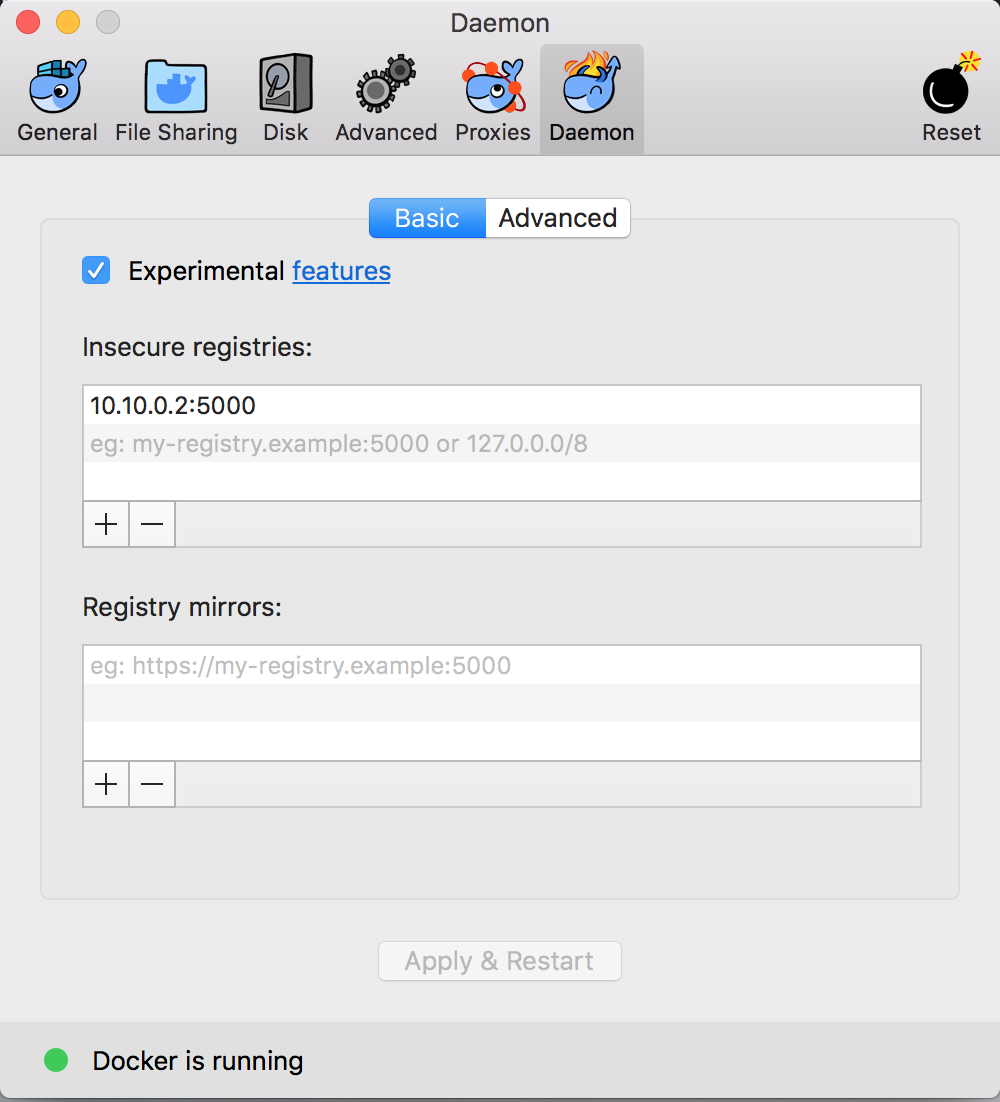 Daemon
General File Sharing Disk Advanced Proxies Daemon Reset
Basic Advanced
Experimental features
Insecure registries:
10.10.0.2:5000
eg: my-registry.example:5000 or 127.0.0.0/8
Registry mirrors:
eg: https://my-registry.example:5000
Apply & Restart
Docker is running